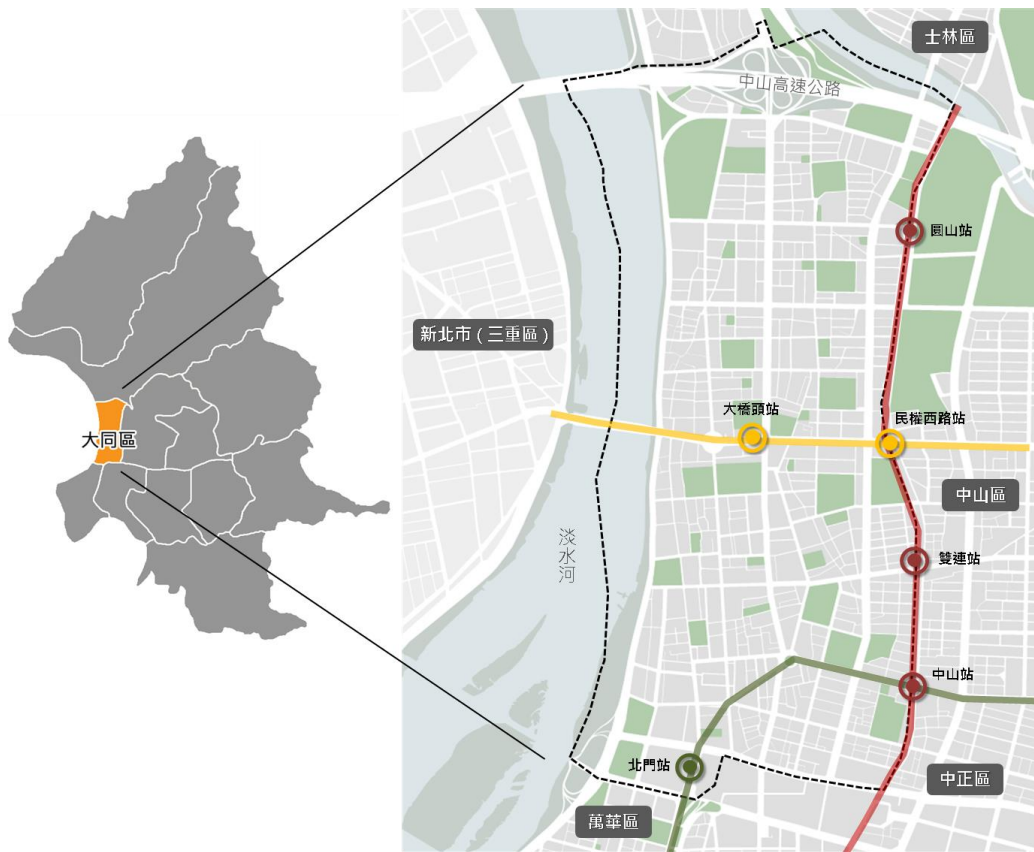 士林區
中山高速公路
圓山站
新北市（三重區）
大橋頭站
民權西路站
大同區
中山區
淡水河
雙連站
中山站
北門站
中正區
萬華區